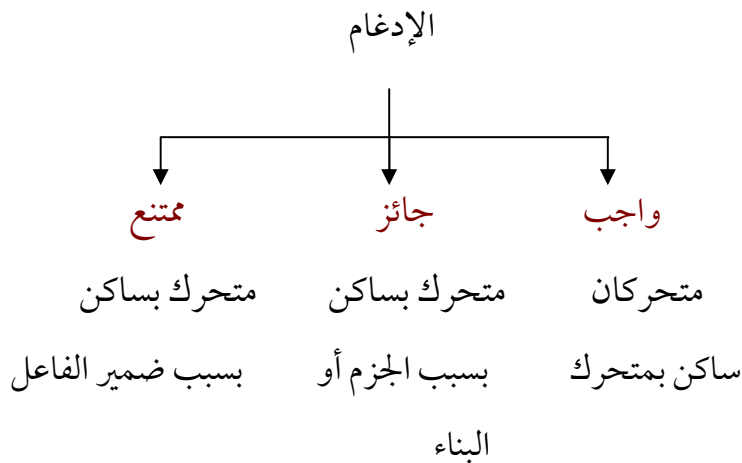 الإدغام
واجب جائز ممتنع
متحركان متحرك بساكن متحرك بساكن
ساكن بمتحرك بسبب الجزم أو بسبب ضمير الفاعل
البناء